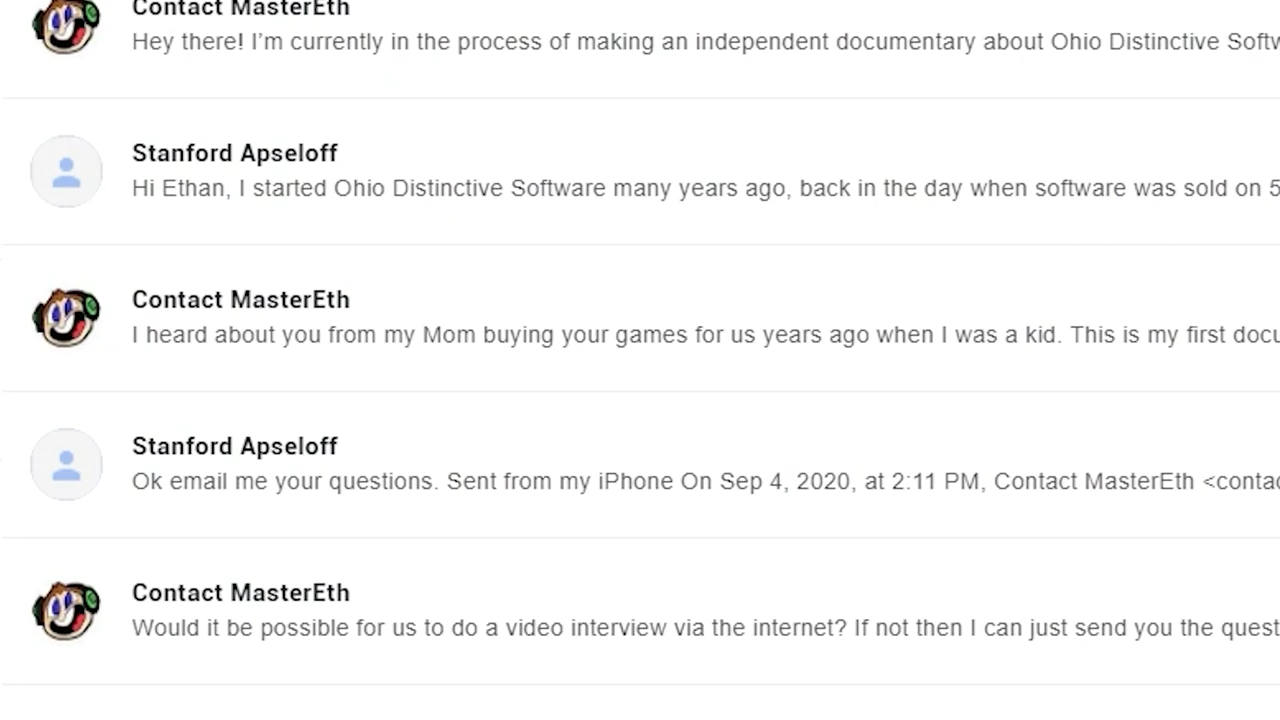 Contact MasterEth
Hey there! I’m currently in the process of making an independent documentary about Ohio Distinctive
Stanford Apseloff
Hi Ethan, I started Ohio Distinctive Software many years ago, back in the day when software was sold on 5
Contact MasterEth
I heard about you from my Mom buying your games for us years ago when I was a kid. This is my first
Stanford Apseloff
Ok email me your questions. Sent from my iPhone On Sep 4, 2020, at 2:11 PM, Contact MasterEth
Contact MasterEth
Would it be possible for us to do a video interview via the internet? If not then I can just send you the